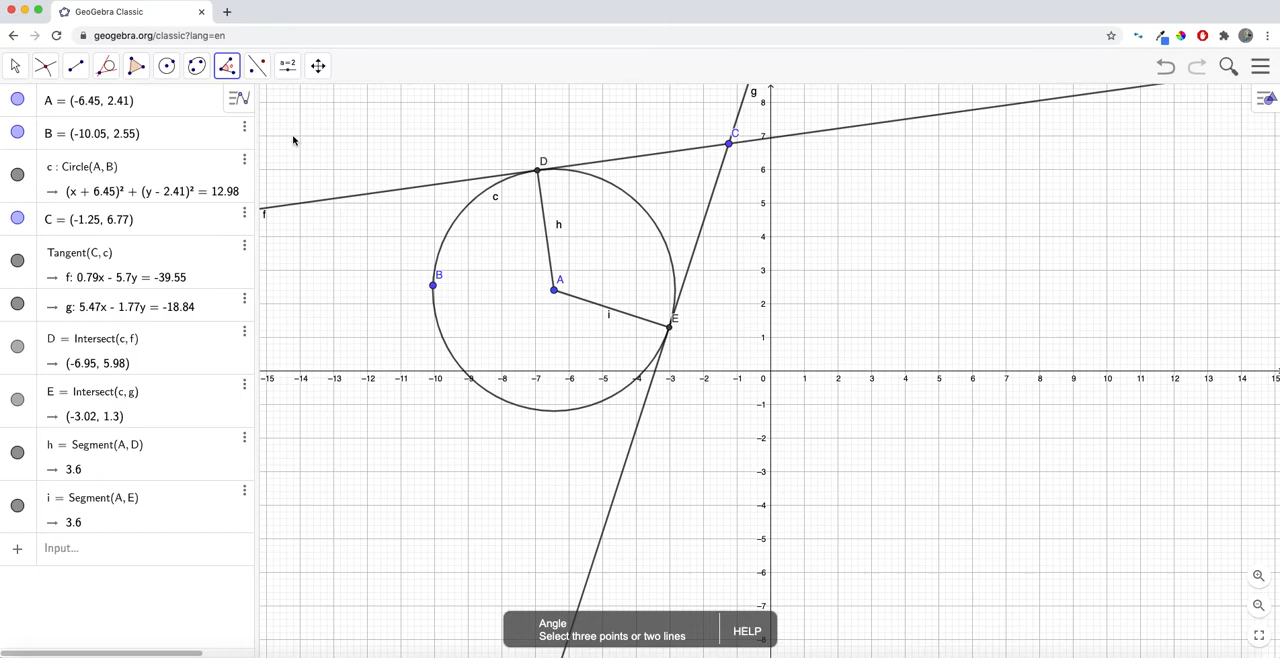 GeoGebra Classic
geogebra.org/classic?lang=en
a=2
A = (-6.45, 2.41)
B = (-10.05, 2.55)
c : Circle(A, B)
→ (x + 6.45)² + (y - 2.41)² = 12.98
C = (-1.25, 6.77)
Tangent(C, c)
→ f: 0.79x - 5.7y = -39.55
→ g: 5.47x - 1.77y = -18.84
D = Intersect(c, f)
→ (-6.95, 5.98)
E = Intersect(c, g)
→ (-3.02, 1.3)
h = Segment(A, D)
→ 3.6
i = Segment(A, E)
→ 3.6
+ Input...
g
8
C
7
D
6
c
5
f
h
4
B
A
3
2
i
E
1
-15 -14 -13 -12 -11 -10 -9 -8 -7 -6 -5 -4 -3 -2 -1 0 1 2 3 4 5 6 7 8 9 10 11 12 13 14 15
-1
-2
-3
-4
-5
-6
-7
-8
Angle
Select three points or two lines
HELP